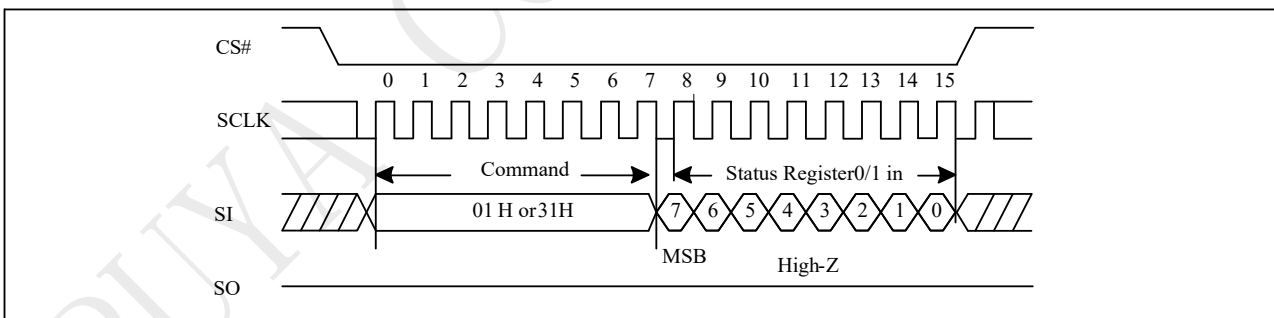 CS#
0 1 2 3 4 5 6 7 8 9 10 11 12 13 14 15
SCLK
Command
Status Register0/1 in
SI
01 H or31H
7 6 5 4 3 2 1 0
MSB
High-Z
SO
PUYA